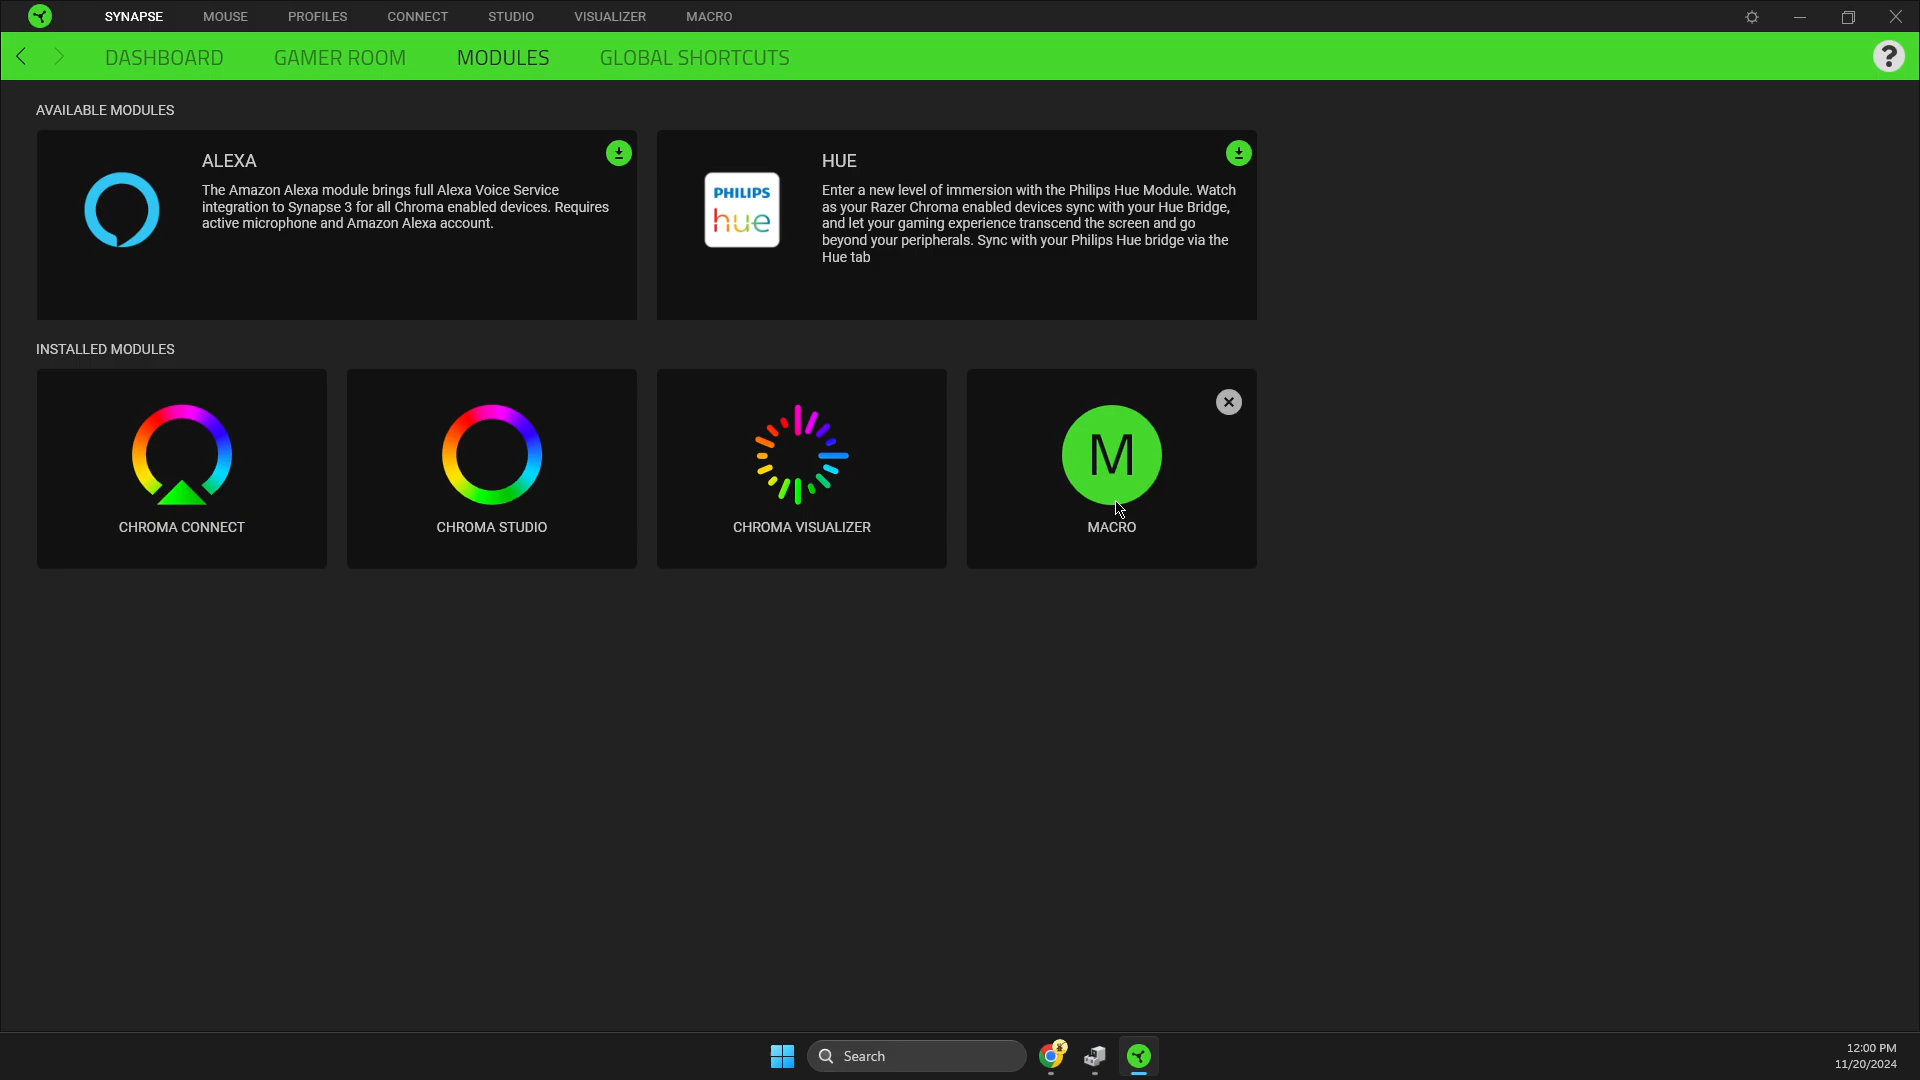 SYNAPSE MOUSE PROFILES CONNECT STUDIO VISUALIZER MACRO
DASHBOARD GAMER ROOM MODULES GLOBAL SHORTCUTS ?
AVAILABLE MODULES
ALEXA
The Amazon Alexa module brings full Alexa Voice Service
integration to Synapse 3 for all Chroma enabled devices. Requires
active microphone and Amazon Alexa account.
PHILIPS
hue
HUE
Enter a new level of immersion with the Philips Hue Module. Watch
as your Razer Chroma enabled devices sync with your Hue Bridge,
and let your gaming experience transcend the screen and go
beyond your peripherals. Sync with your Philips Hue bridge via the
Hue tab
INSTALLED MODULES
CHROMA CONNECT
CHROMA STUDIO
CHROMA VISUALIZER
M
MACRO
Search
12:00 PM
11/20/2024